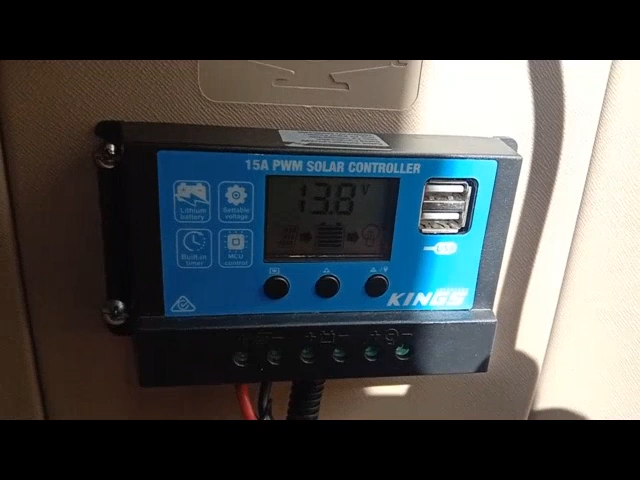 15A PWM SOLAR CONTROLLER
13.8 V
Lithium battery
Settable voltage
Built-in timer
MCU control
KINGS